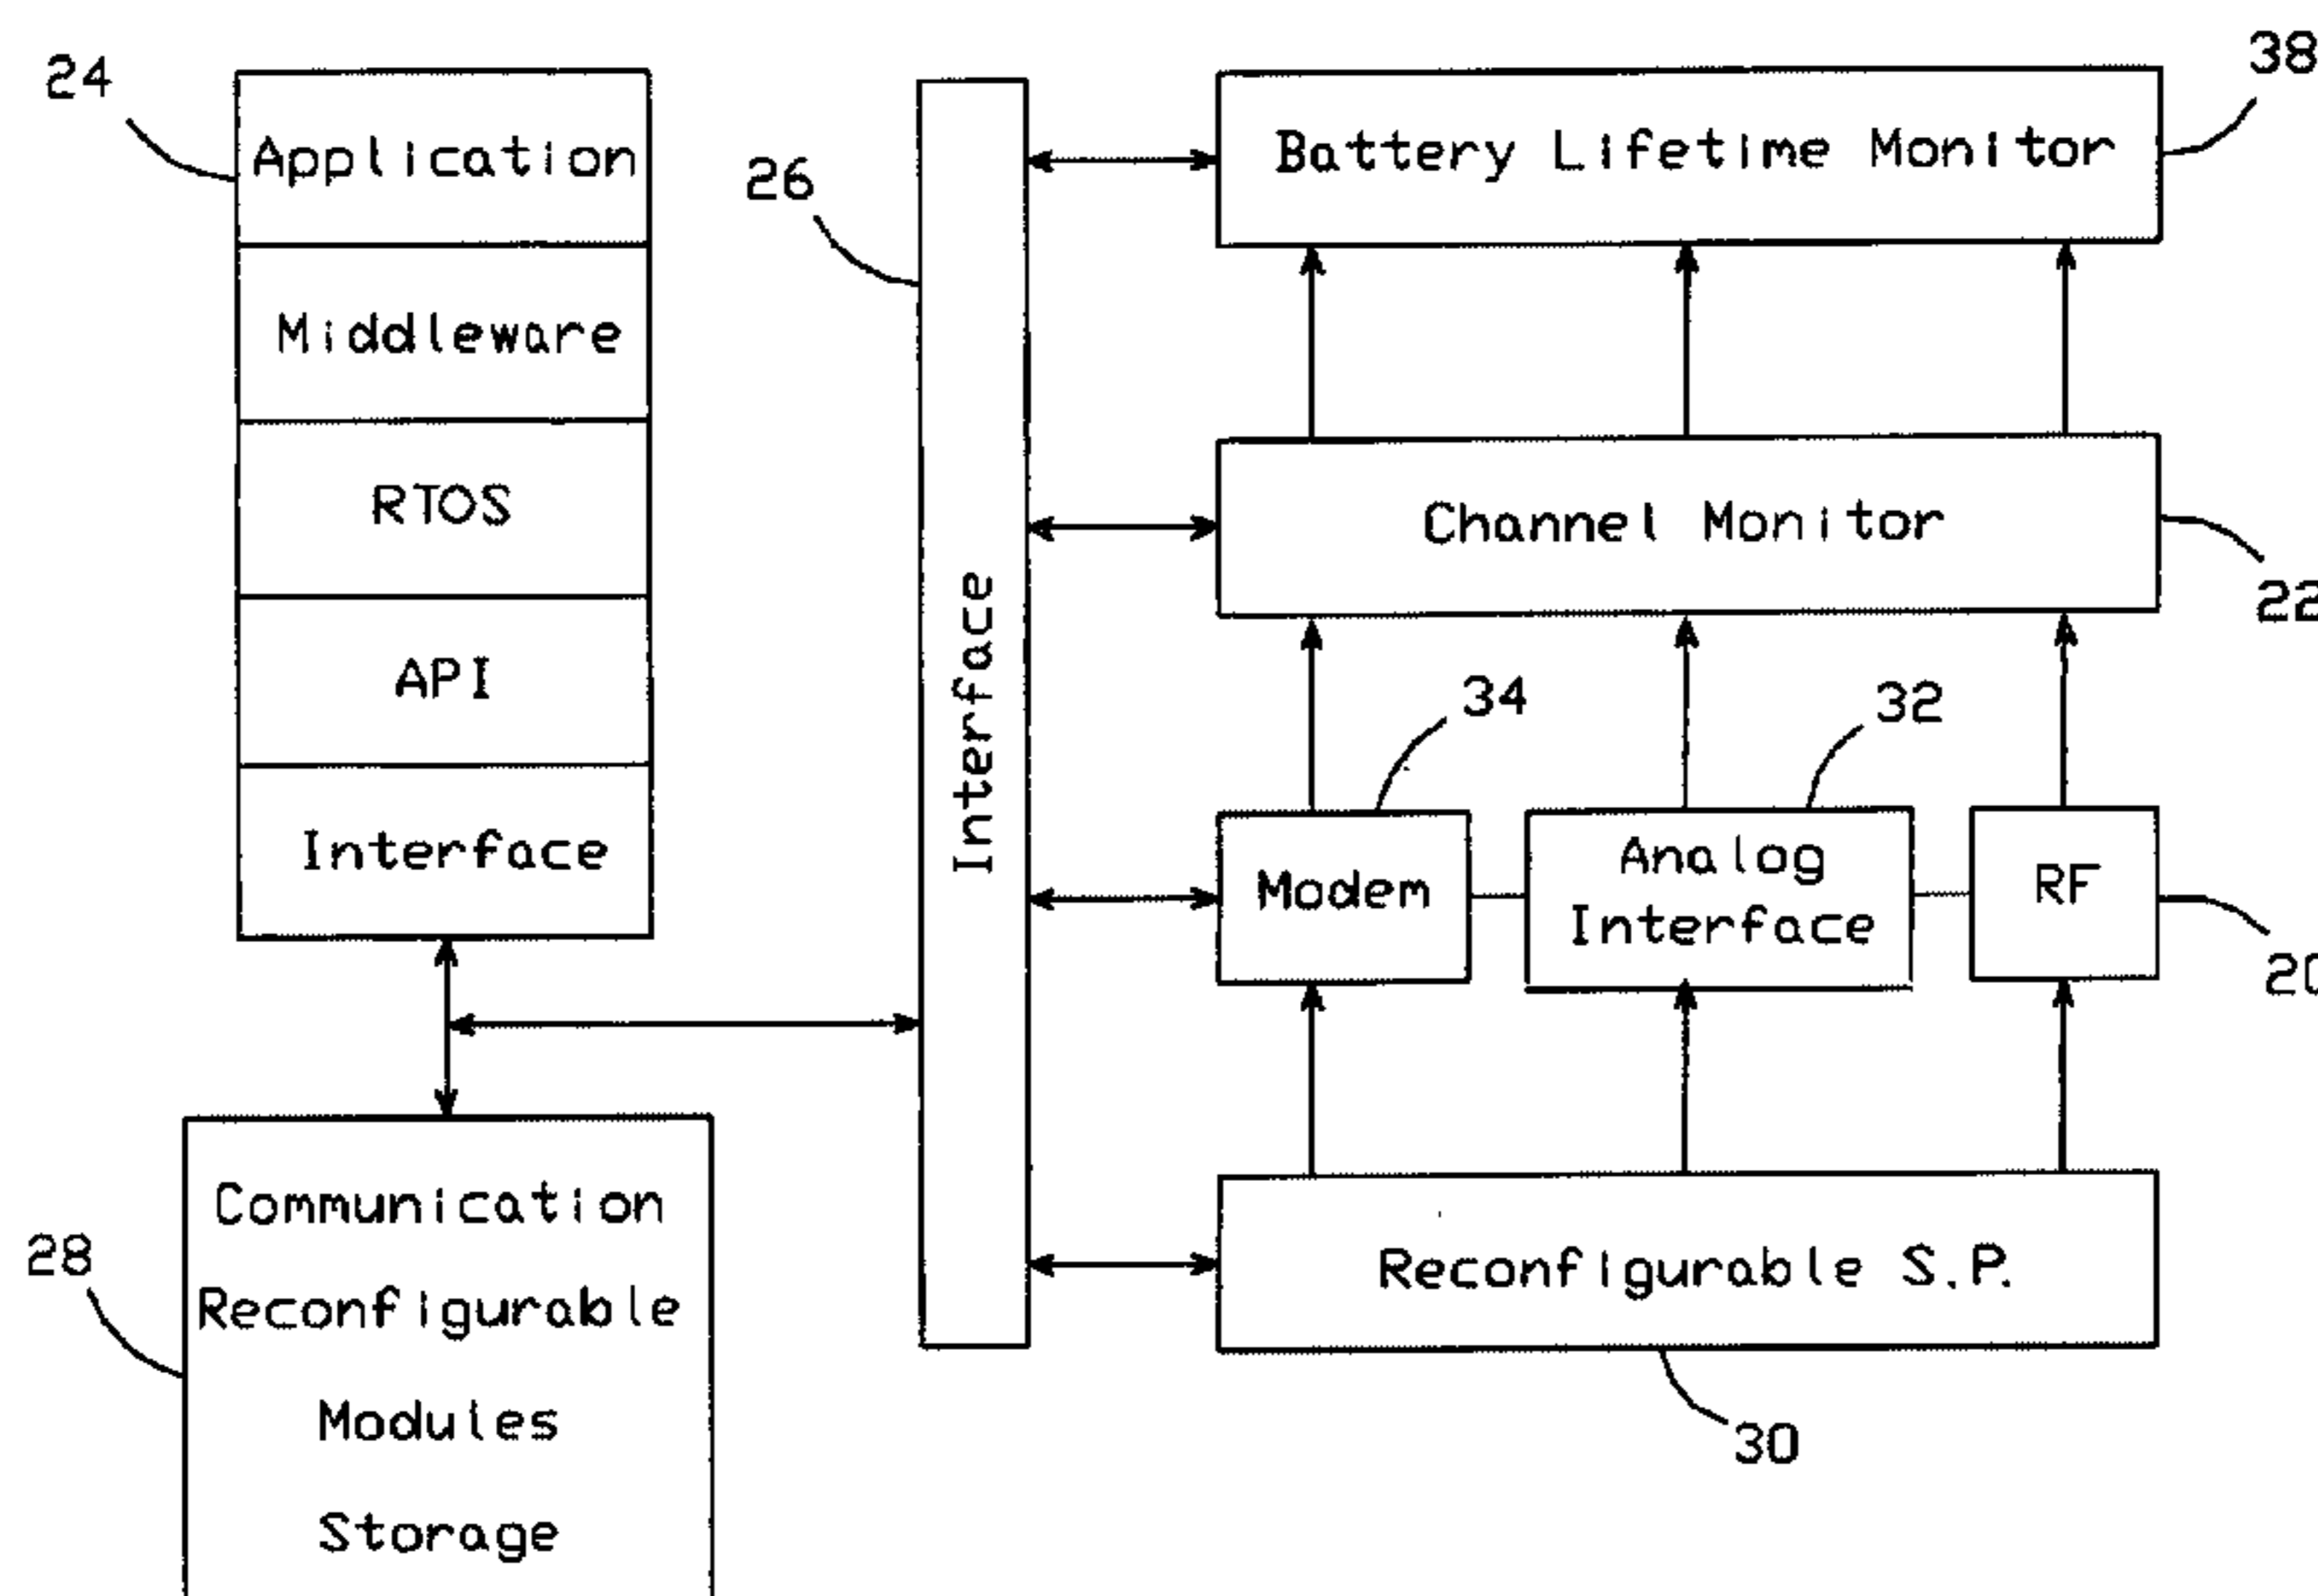 24
Application
Middleware
RTOS
API
Interface
28
Communication
Reconfigurable
Modules
Storage
26
Interface
38
Battery Lifetime Monitor
Channel Monitor
22
34
32
Modem
Analog
Interface
RF
20
Reconfigurable S.P.
30